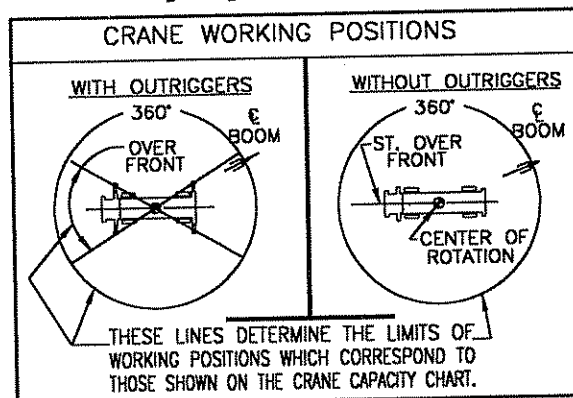 CRANE WORKING POSITIONS
WITH OUTRIGGERS
360°
℄
BOOM
OVER
FRONT
WITHOUT OUTRIGGERS
360°
℄
BOOM
ST. OVER
FRONT
CENTER OF
ROTATION
THESE LINES DETERMINE THE LIMITS OF
WORKING POSITIONS WHICH CORRESPOND TO
THOSE SHOWN ON THE CRANE CAPACITY CHART.